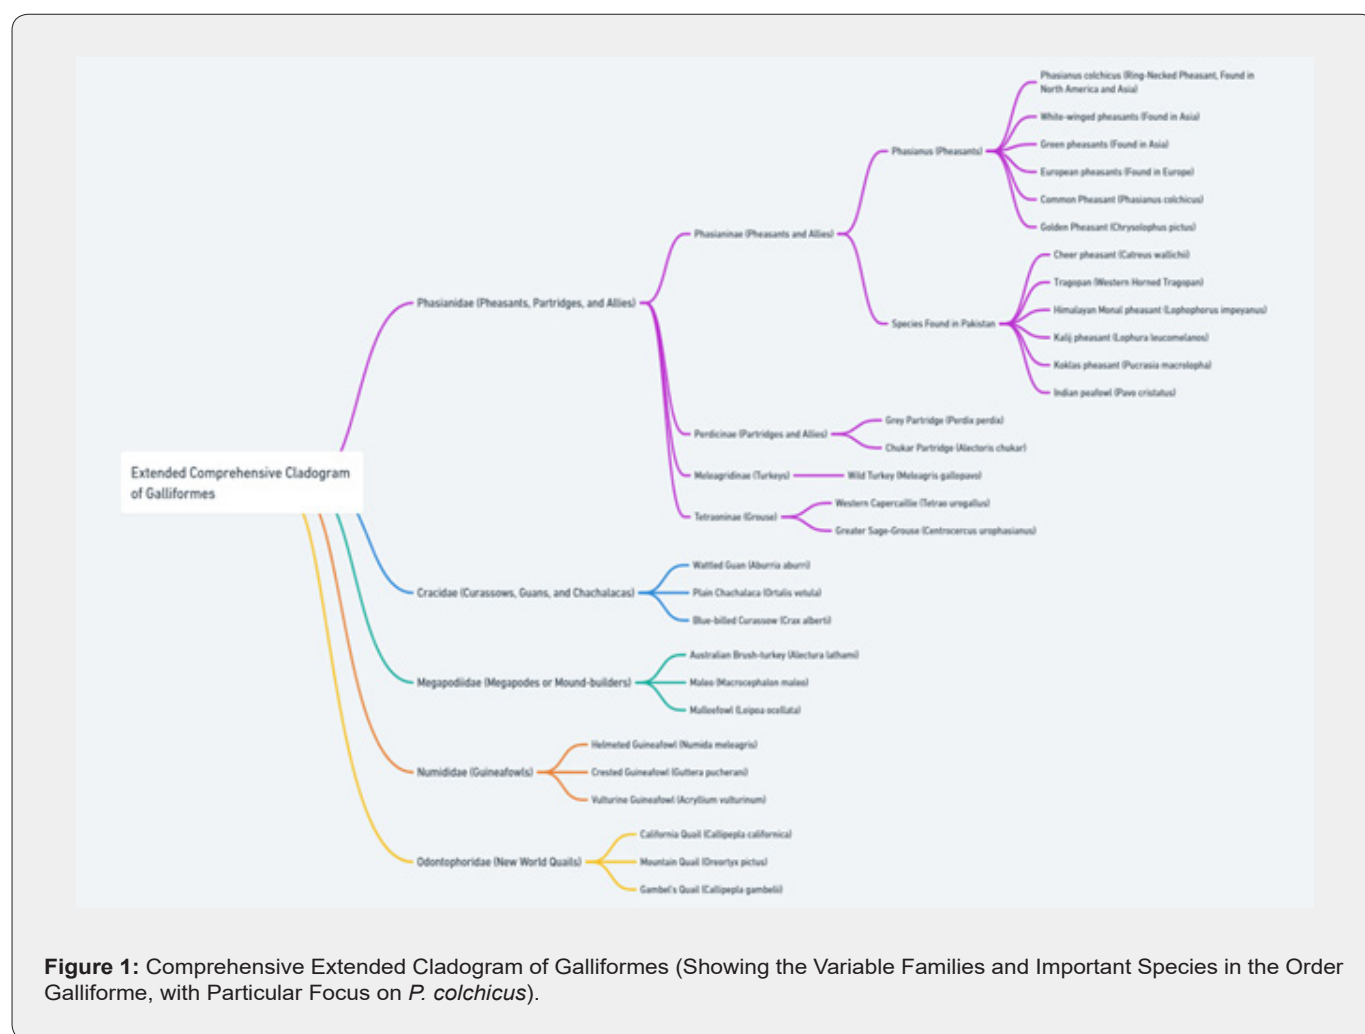 Phasianus colchicus (Ring-Necked Pheasant, Found in
North America and Asia)
White-winged pheasants (Found in Asia)
Green pheasants (Found in Asia)
Phasianus (Pheasants)
European pheasants (Found in Europe)
Common Pheasant (Phasianus colchicus)
Golden Pheasant (Chrysolophus pictus)
Phasianinae (Pheasants and Allies)
Cheer pheasant (Catreus wallichii)
Tragopan (Western Horned Tragopan)
Phasianidae (Pheasants, Partridges, and Allies)
Himalayan Monal pheasant (Lophophorus impeyanus)
Species Found in Pakistan
Kalij pheasant (Lophura leucomelanos)
Koklas pheasant (Pucrasia macrolopha)
Indian peafowl (Pavo cristatus)
Grey Partridge (Perdix perdix)
Perdicinae (Partridges and Allies)
Chukar Partridge (Alectoris chukar)
Extended Comprehensive Cladogram
of Galliformes
Meleagridinae (Turkeys)
Wild Turkey (Meleagris gallopavo)
Western Capercaillie (Tetrao urogallus)
Tetraoninae (Grouse)
Greater Sage-Grouse (Centrocercus urophasianus)
Wattled Guan (Aburria aburri)
Cracidae (Curassows, Guans, and Chachalacas)
Plain Chachalaca (Ortalis vetula)
Blue-billed Curassow (Crax alberti)
Australian Brush-turkey (Alectura lathami)
Megapodiidae (Megapodes or Mound-builders)
Maleo (Macrocephalon maleo)
Malleefowl (Leipoa ocellata)
Helmeted Guineafowl (Numida meleagris)
Numididae (Guineafowls)
Crested Guineafowl (Guttera pucherani)
Vulturine Guineafowl (Acryllium vulturinum)
California Quail (Callipepla californica)
Odontophoridae (New World Quails)
Mountain Quail (Oreortyx pictus)
Gambel's Quail (Callipepla gambelii)
Figure 1: Comprehensive Extended Cladogram of Galliformes (Showing the Variable Families and Important Species in the Order
Galliforme, with Particular Focus on P. colchicus).